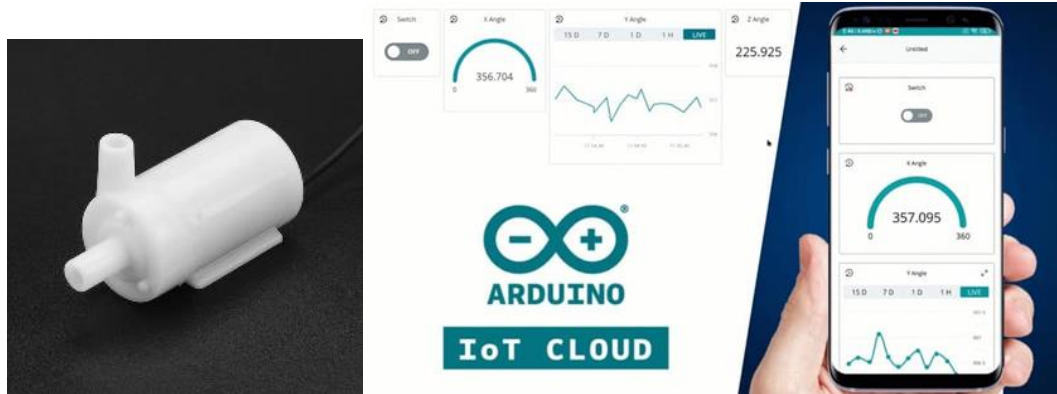 Switch
OFF
X Angle
356.704
0
360
Y Angle
15 D 7 D 1 D 1 H LIVE
Z Angle
225.925
ARDUINO
IoT CLOUD
Untitled
Switch
OFF
X Angle
357.095
0
360
Y Angle
15 D 7 D 1 D 1 H LIVE